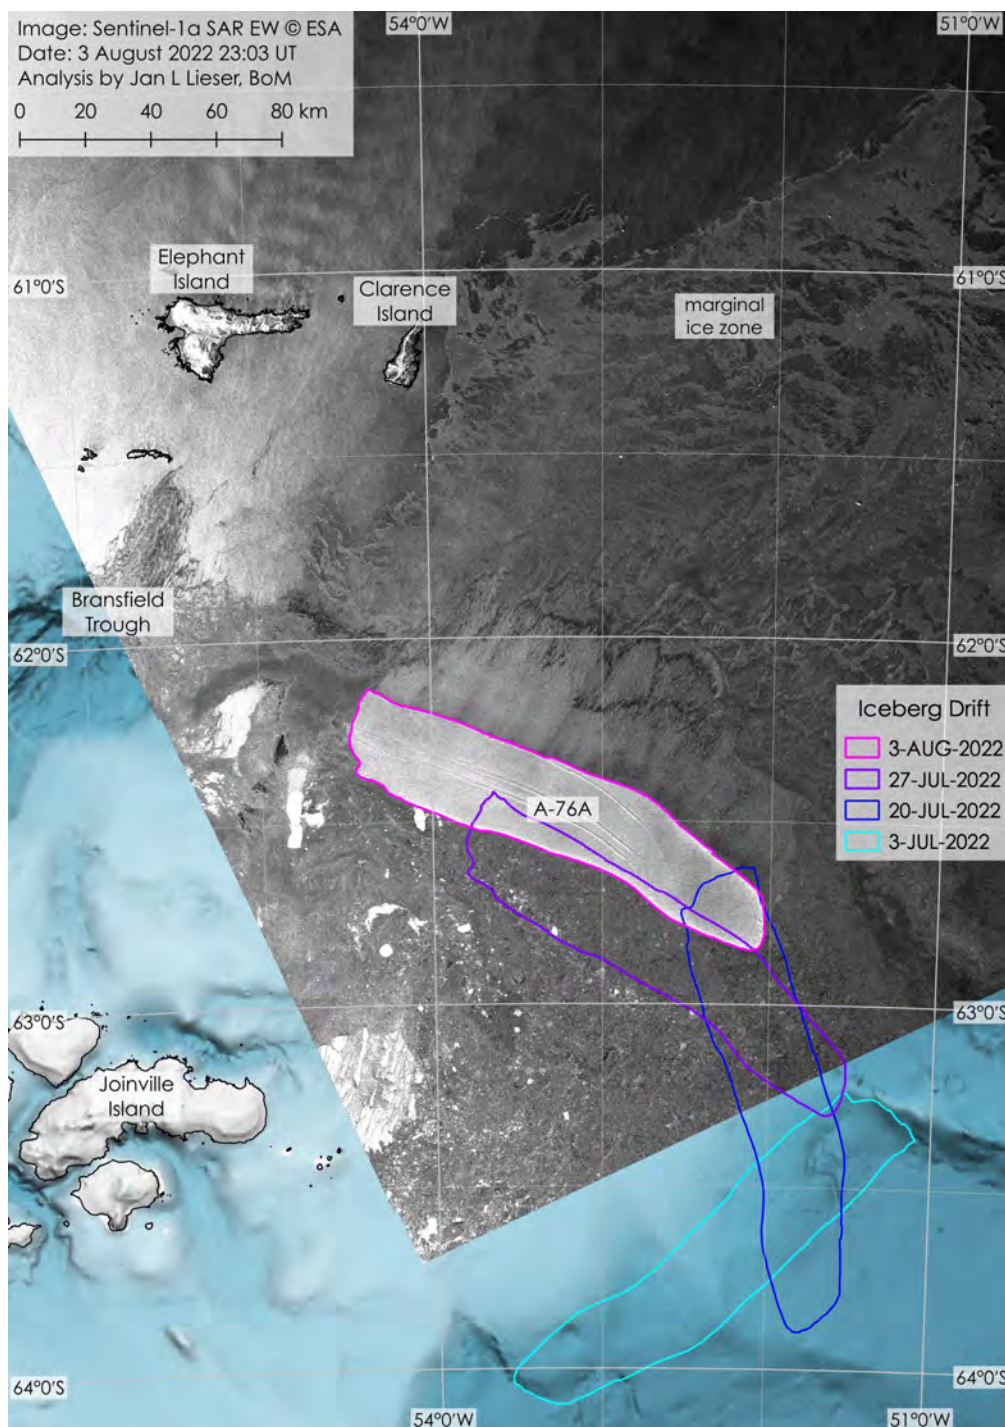 Image: Sentinel-1a SAR EW © ESA
Date: 3 August 2022 23:03 UT
Analysis by Jan L Lieser, BoM
0 20 40 60 80 km
54°0'W
51°0'W
Elephant
Island
Clarence
Island
61°0'S
61°0'S
marginal
ice zone
Bransfield
Trough
62°0'S
62°0'S
Iceberg Drift
3-AUG-2022
27-JUL-2022
20-JUL-2022
3-JUL-2022
A-76A
63°0'S
63°0'S
Joinville
Island
64°0'S
64°0'S
54°0'W
51°0'W